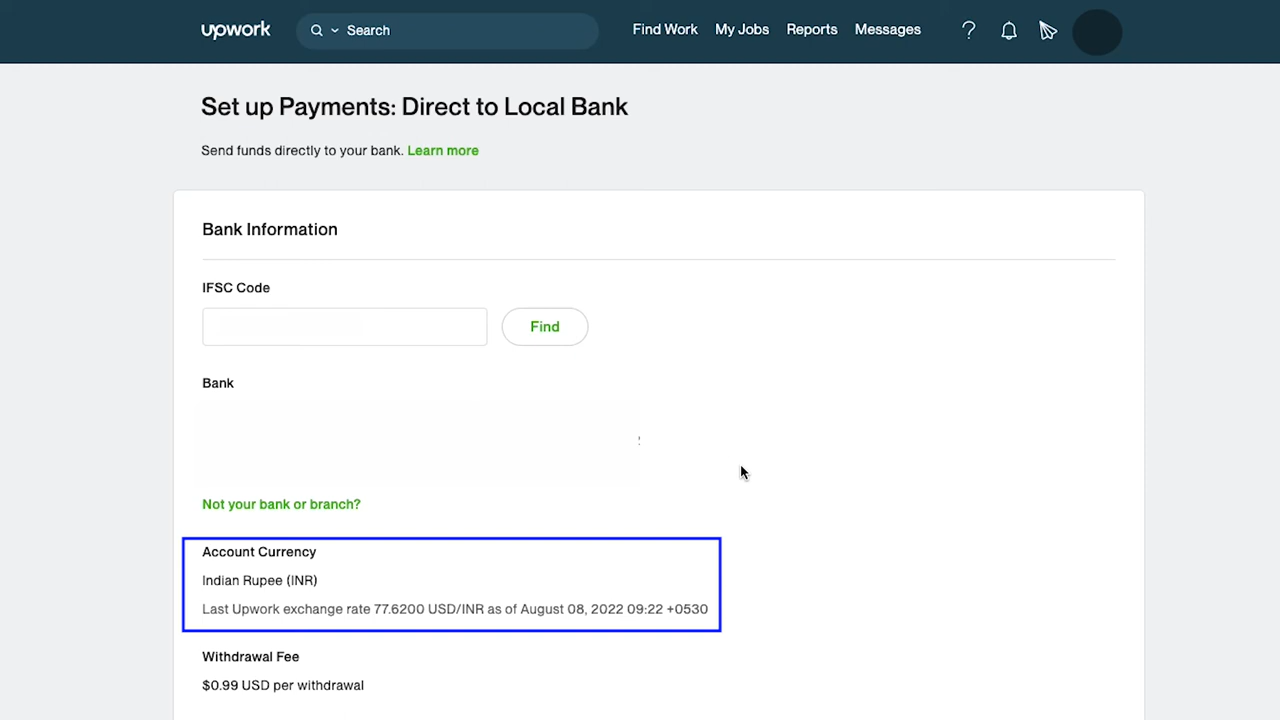 upwork
Search
Find Work
My Jobs
Reports
Messages
?
Set up Payments: Direct to Local Bank
Send funds directly to your bank. Learn more
Bank Information
IFSC Code
Find
Bank
Not your bank or branch?
Account Currency
Indian Rupee (INR)
Last Upwork exchange rate 77.6200 USD/INR as of August 08, 2022 09:22 +0530
Withdrawal Fee
$0.99 USD per withdrawal